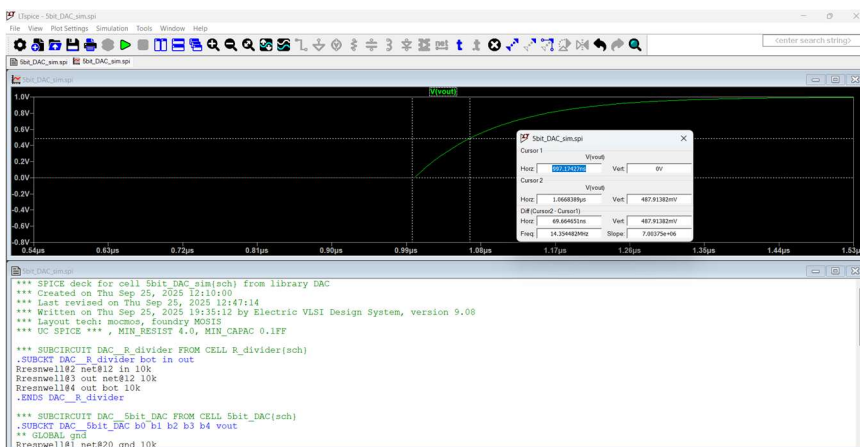 LTspice - 5bit_DAC_sim.spi
File View Plot Settings Simulation Tools Window Help
<enter search string>
5bit_DAC_sim.spi 5bit_DAC_sim.spi
5bit_DAC_sim.spi
V(vout)
1.0V
0.8V
0.6V
0.4V
0.2V
0.0V
-0.2V
-0.4V
-0.6V
-0.8V
0.54µs 0.63µs 0.72µs 0.81µs 0.90µs 0.99µs 1.08µs 1.17µs 1.26µs 1.35µs 1.44µs 1.53µ
5bit_DAC_sim.spi
Cursor 1
V(vout)
Horz: 997.17427ns Vert: 0V
Cursor 2
V(vout)
Horz: 1.0668389µs Vert: 487.91382mV
Diff (Cursor2 - Cursor1)
Horz: 69.664651ns Vert: 487.91382mV
Freq: 14.354482MHz Slope: 7.00375e+06
5bit_DAC_sim.spi
*** SPICE deck for cell 5bit_DAC_sim{sch} from library DAC
*** Created on Thu Sep 25, 2025 12:10:00
*** Last revised on Thu Sep 25, 2025 12:47:14
*** Written on Thu Sep 25, 2025 19:35:12 by Electric VLSI Design System, version 9.08
*** Layout tech: mocmos, foundry MOSIS
*** UC SPICE *** , MIN_RESIST 4.0, MIN_CAPAC 0.1FF
*** SUBCIRCUIT DAC__R_divider FROM CELL R_divider{sch}
.SUBCKT DAC__R_divider bot in out
Rresnwell@2 net@12 in 10k
Rresnwell@3 out net@12 10k
Rresnwell@4 out bot 10k
.ENDS DAC__R_divider
*** SUBCIRCUIT DAC__5bit_DAC FROM CELL 5bit_DAC{sch}
.SUBCKT DAC__5bit_DAC b0 b1 b2 b3 b4 vout
** GLOBAL gnd
Rrespwell@1 net@20 gnd 10k